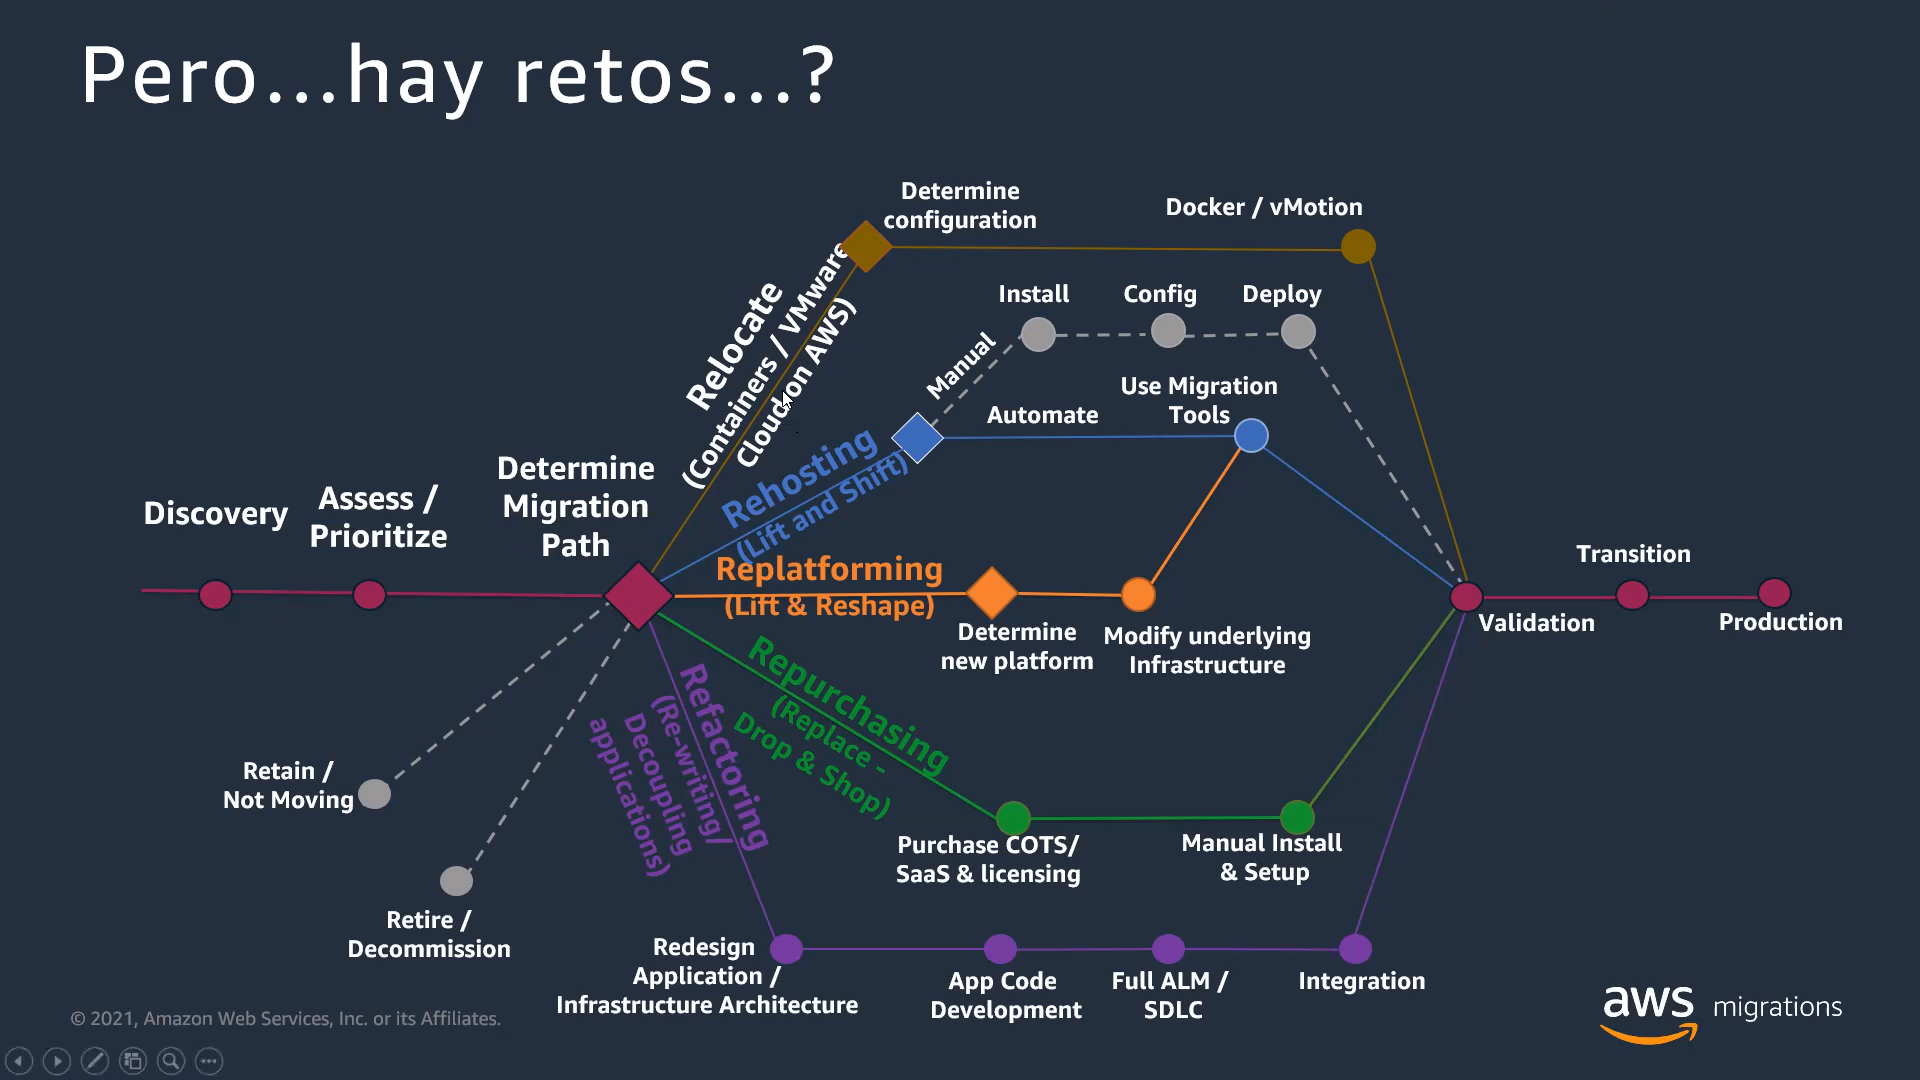 Pero...hay retos...?
Determine
configuration
Docker / vMotion
Relocate
(Containers / VMware
Cloud on AWS)
Install
Config
Deploy
Manual
Use Migration
Tools
Automate
Rehosting
(Lift and Shift)
Discovery
Assess /
Prioritize
Determine
Migration
Path
Replatforming
(Lift & Reshape)
Determine
new platform
Modify underlying
Infrastructure
Transition
Validation
Production
Repurchasing
(Replace -
Drop & Shop)
Refactoring
(Re-writing/
Decoupling
applications)
Retain /
Not Moving
Purchase COTS/
SaaS & licensing
Manual Install
& Setup
Retire /
Decommission
Redesign
Application /
Infrastructure Architecture
App Code
Development
Full ALM /
SDLC
Integration
aws migrations
© 2021, Amazon Web Services, Inc. or its Affiliates.